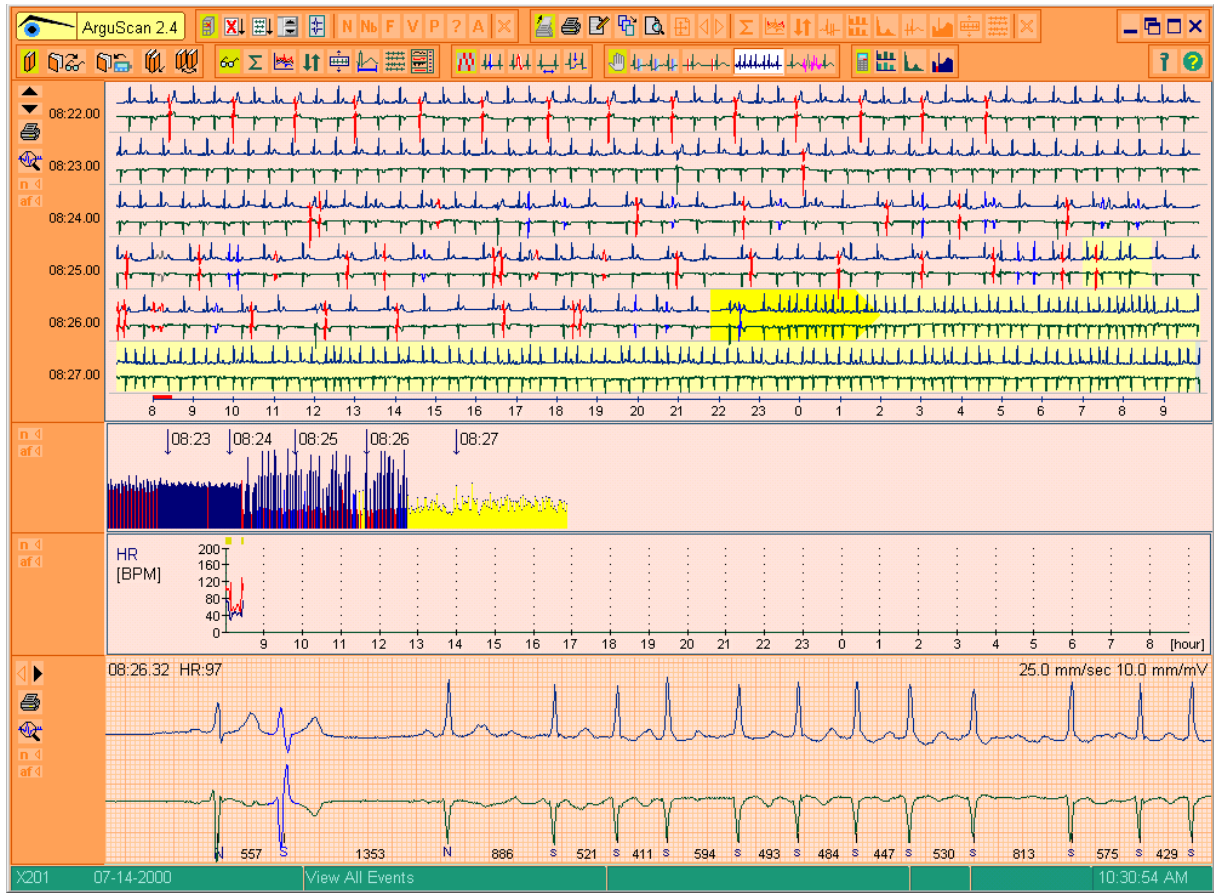 ArguScan 2.4
N Nb F V P ? A
08:22.00
08:23.00
n
af
08:24.00
08:25.00
08:26.00
08:27.00
8 9 10 11 12 13 14 15 16 17 18 19 20 21 22 23 0 1 2 3 4 5 6 7 8 9
n
af
08:23 08:24 08:25 08:26 08:27
n
af
HR
[BPM]
200
160
120
80
40
0
9 10 11 12 13 14 15 16 17 18 19 20 21 22 23 0 1 2 3 4 5 6 7 8 [hour]
08:26.32 HR:97 25.0 mm/sec 10.0 mm/mV
n
af
N 557 S 1353 N 886 S 521 S 411 S 594 S 493 S 484 S 447 S 530 S 813 S 575 S 429 S
X201 07-14-2000 View All Events 10:30:54 AM